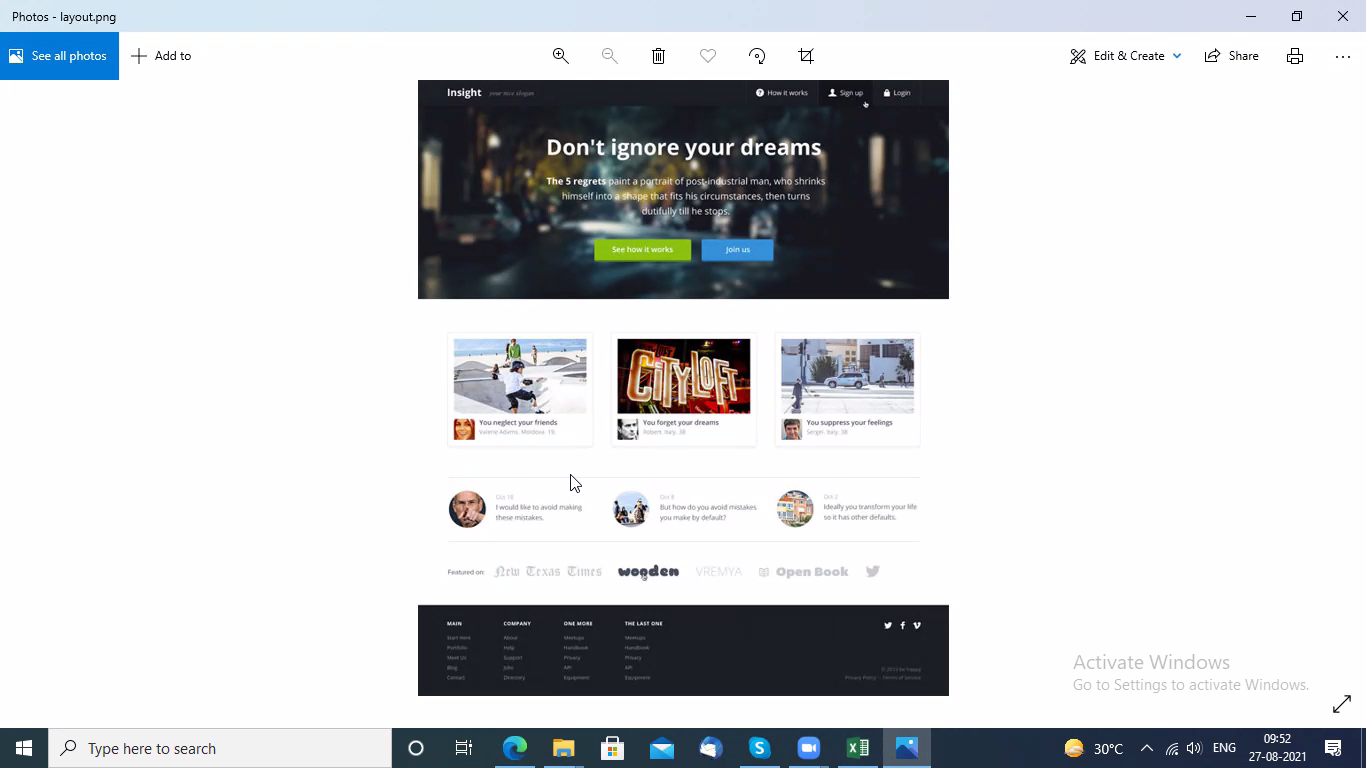 Photos - layout.png
See all photos
Add to
Edit & Create
Share
Insight your nice slogan
How it works
Sign up
Login
Don't ignore your dreams
The 5 regrets paint a portrait of post-industrial man, who shrinks
himself into a shape that fits his circumstances, then turns
dutifully till he stops.
See how it works
Join us
CITYLOFT
You neglect your friends
Valerie Adams, Moldova, 19
You forget your dreams
Robert, Italy, 38
You suppress your feelings
Sergei, Italy, 38
Oct 18
I would like to avoid making
these mistakes.
Oct 8
But how do you avoid mistakes
you make by default?
Oct 2
Ideally you transform your life
so it has other defaults.
Featured on:
New Texas Times
wooden
VREMYA
Open Book
MAIN
Start Here
Portfolio
Meet Us
Blog
Contact
COMPANY
About
Help
Support
Jobs
Directory
ONE MORE
Meetups
Handbook
Privacy
API
Equipment
THE LAST ONE
Meetups
Handbook
Privacy
API
Equipment
be happy
Privacy Policy - Terms of Service
Activate Windows
Go to Settings to activate Windows.
Type here to search
30°C
ENG
09:52
27-08-2021